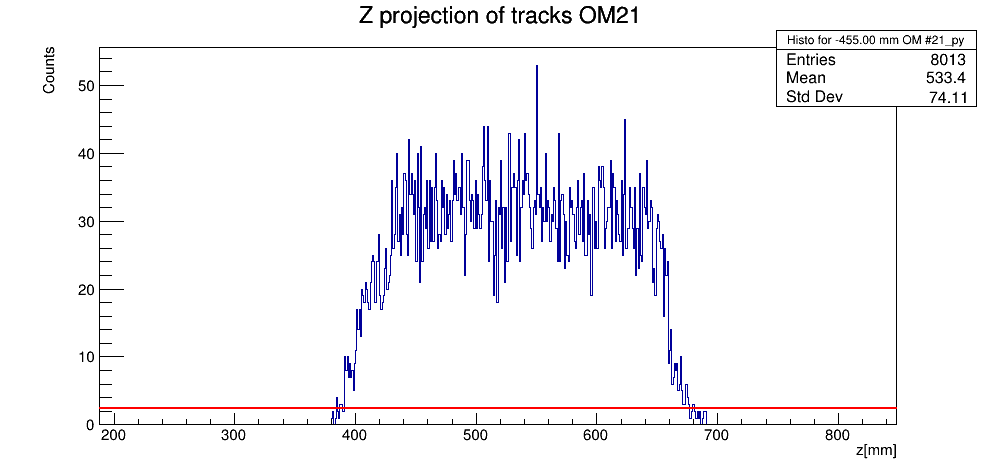 Z projection of tracks OM21
Histo for -455.00 mm OM #21_py
Entries 8013
Mean 533.4
Std Dev 74.11
Counts
50
40
30
20
10
0
200 300 400 500 600 700 800
z[mm]